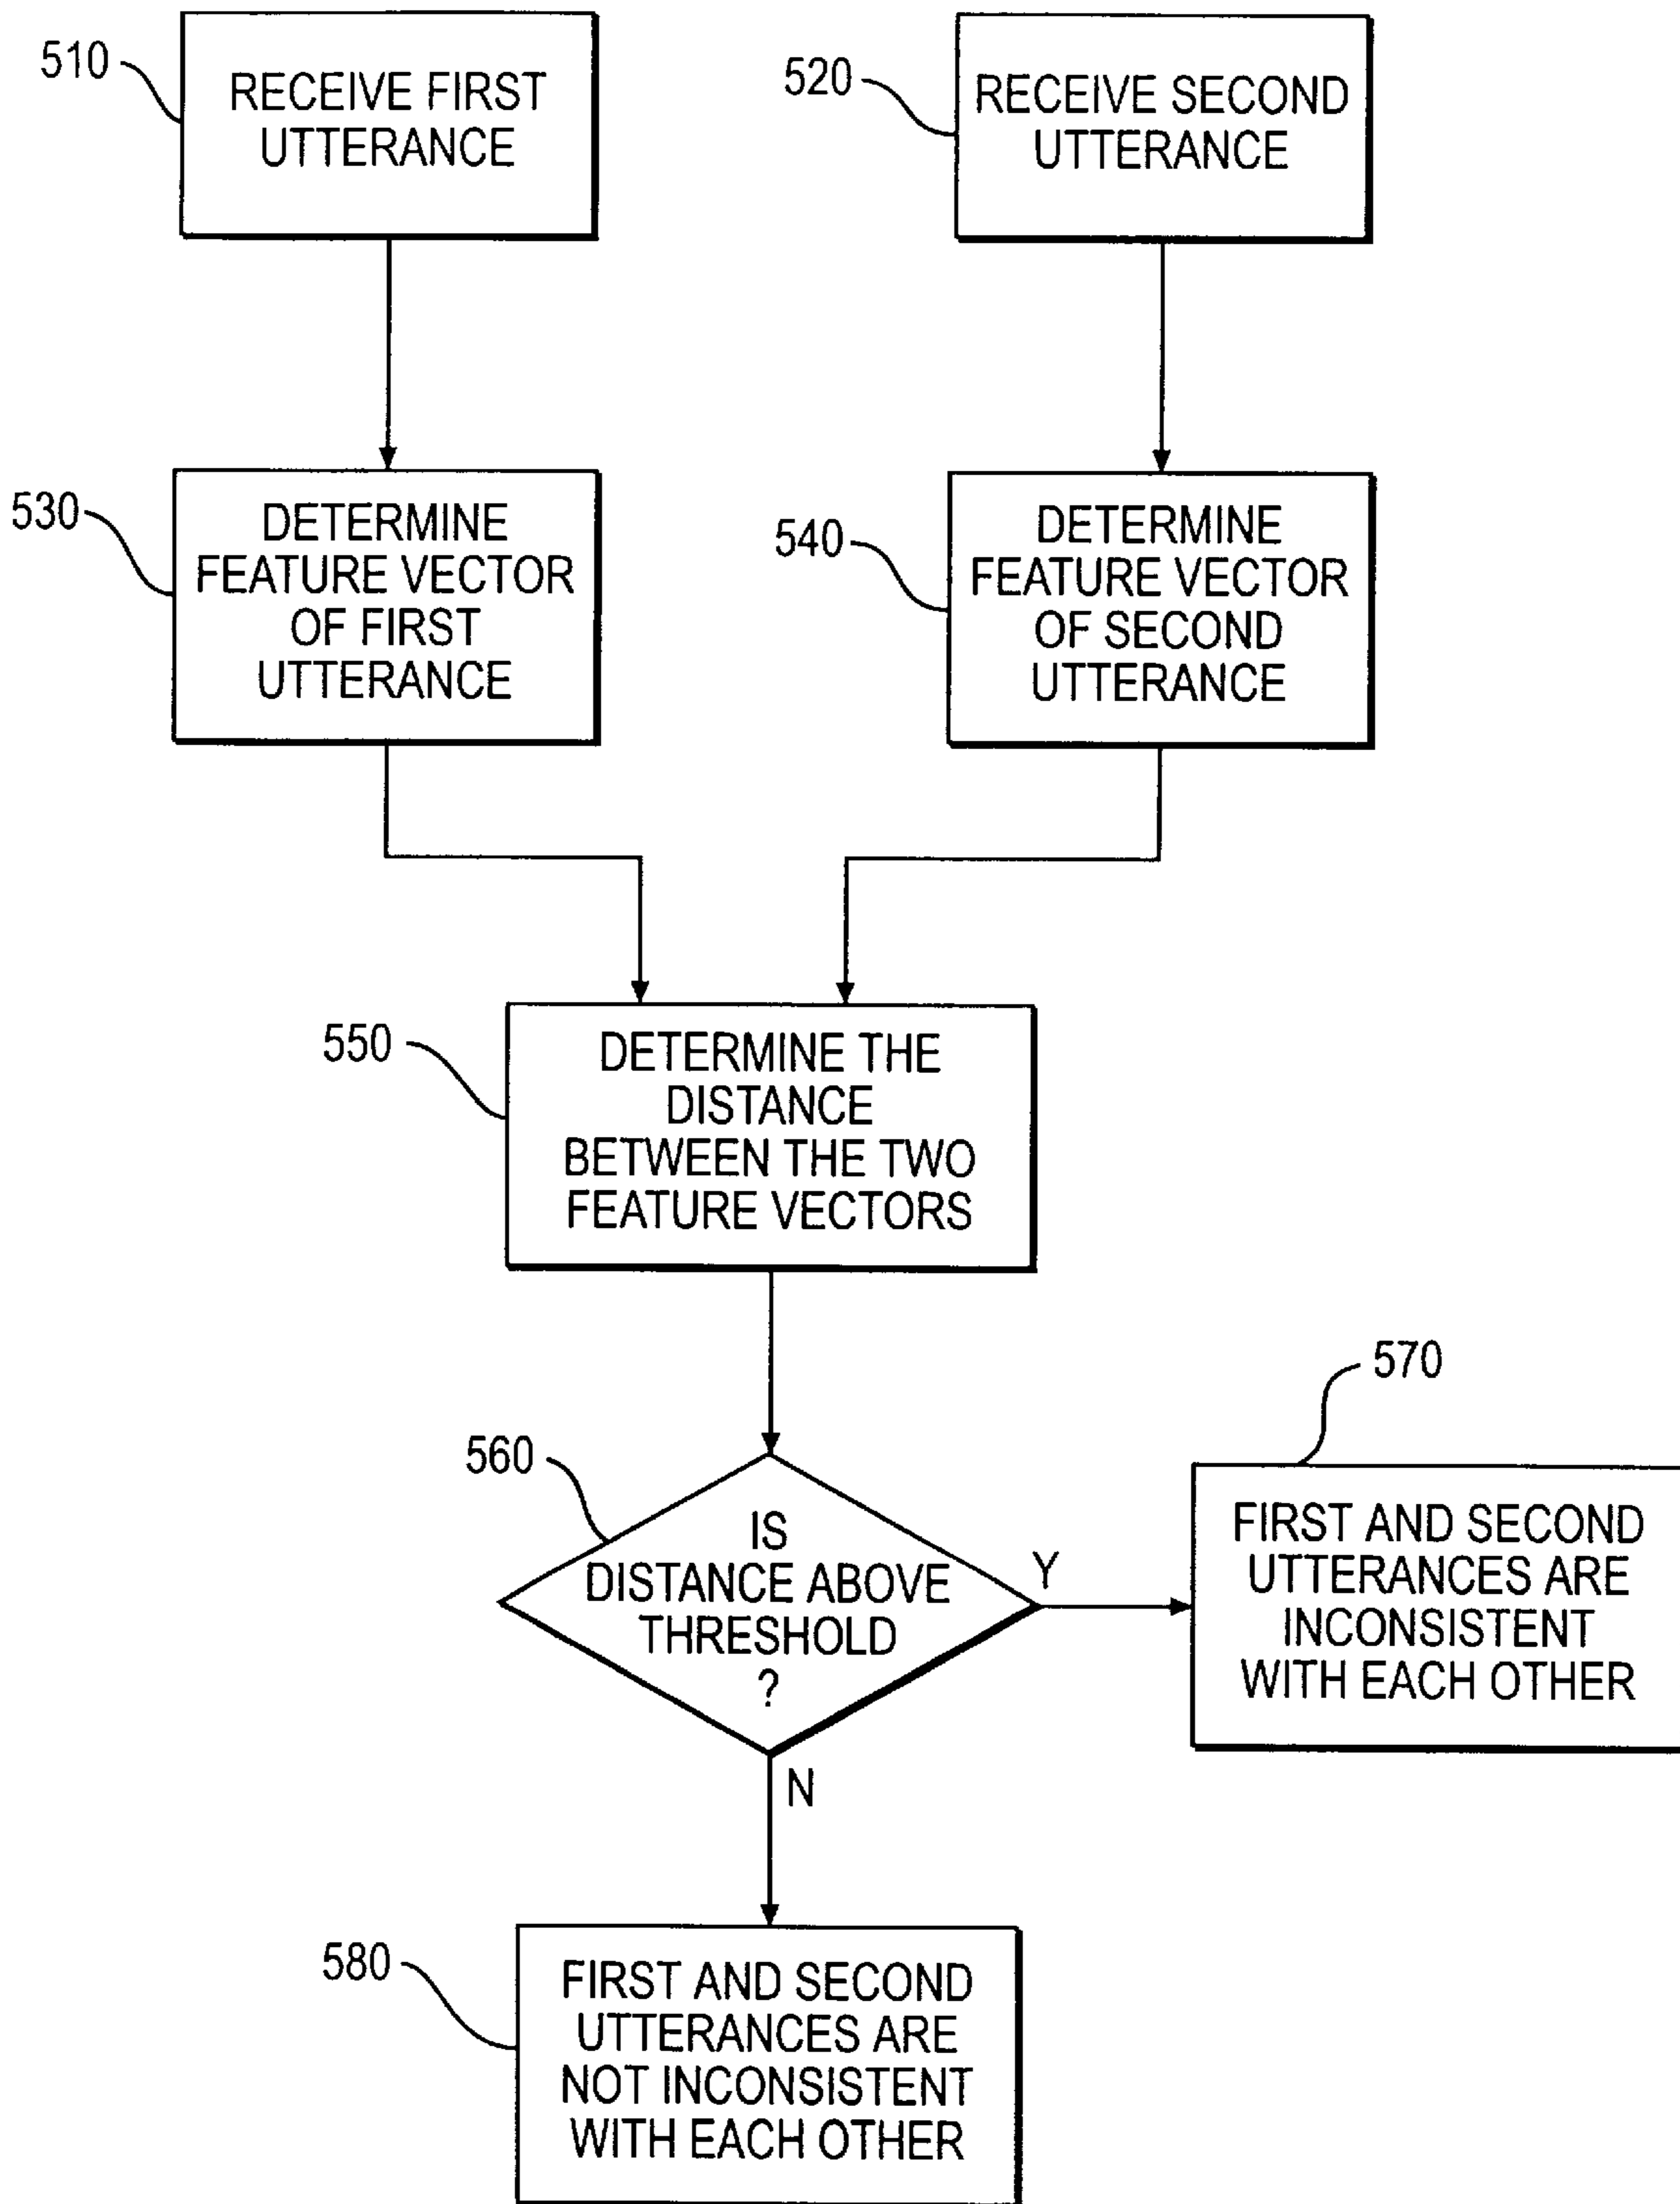 510
RECEIVE FIRST
UTTERANCE
520
RECEIVE SECOND
UTTERANCE
530
DETERMINE
FEATURE VECTOR
OF FIRST
UTTERANCE
540
DETERMINE
FEATURE VECTOR
OF SECOND
UTTERANCE
550
DETERMINE THE
DISTANCE
BETWEEN THE TWO
FEATURE VECTORS
560
IS
DISTANCE ABOVE
THRESHOLD
?
Y
570
FIRST AND SECOND
UTTERANCES ARE
INCONSISTENT
WITH EACH OTHER
N
580
FIRST AND SECOND
UTTERANCES ARE
NOT INCONSISTENT
WITH EACH OTHER